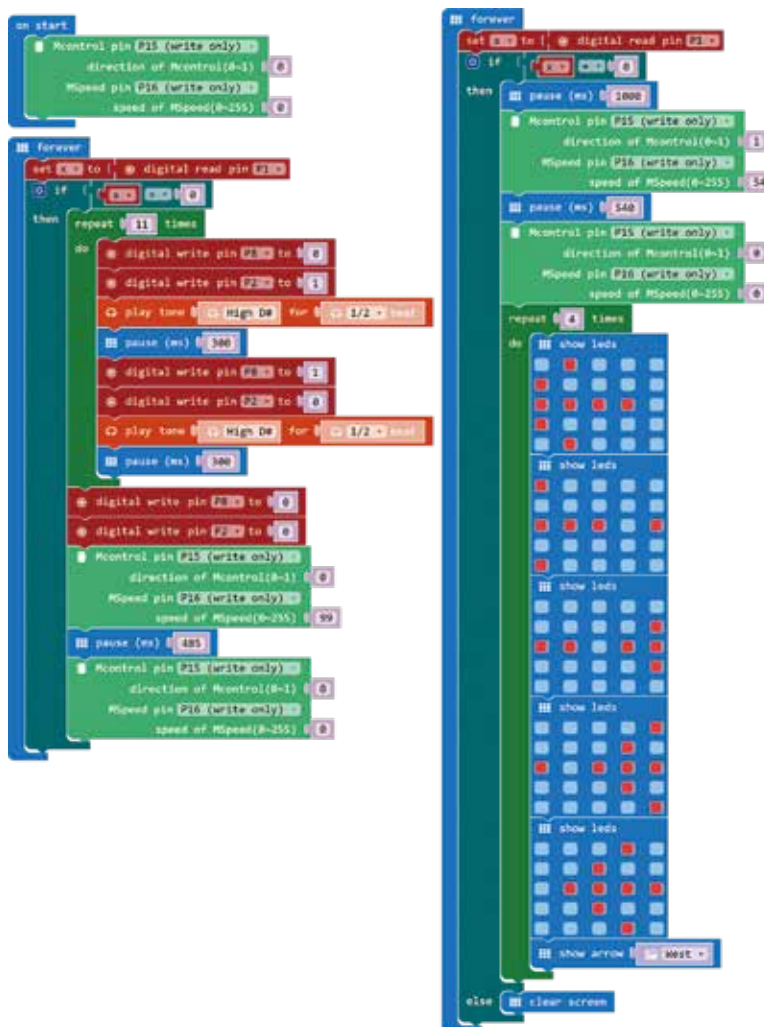 on start
Mcontrol pin P15 (write only)
direction of Mcontrol(0~1) 0
MSpeed pin P16 (write only)
speed of MSpeed(0~255) 0
forever
set x to digital read pin P1
if x = 0
then repeat 11 times
do digital write pin P8 to 0
digital write pin P2 to 1
play tone High D# for 1/2 beat
pause (ms) 300
digital write pin P8 to 1
digital write pin P2 to 0
play tone High D# for 1/2 beat
pause (ms) 300
digital write pin P8 to 0
digital write pin P2 to 0
Mcontrol pin P15 (write only)
direction of Mcontrol(0~1) 0
MSpeed pin P16 (write only)
speed of MSpeed(0~255) 99
pause (ms) 485
Mcontrol pin P15 (write only)
direction of Mcontrol(0~1) 0
MSpeed pin P16 (write only)
speed of MSpeed(0~255) 0
forever
set x to digital read pin P1
if x = 0
then pause (ms) 1000
Mcontrol pin P15 (write only)
direction of Mcontrol(0~1) 1
MSpeed pin P16 (write only)
speed of MSpeed(0~255)
pause (ms) 540
Mcontrol pin P15 (write only)
direction of Mcontrol(0~1) 0
MSpeed pin P16 (write only)
speed of MSpeed(0~255) 0
repeat 4 times
do show leds
show leds
show leds
show leds
show leds
show arrow West
else clear screen